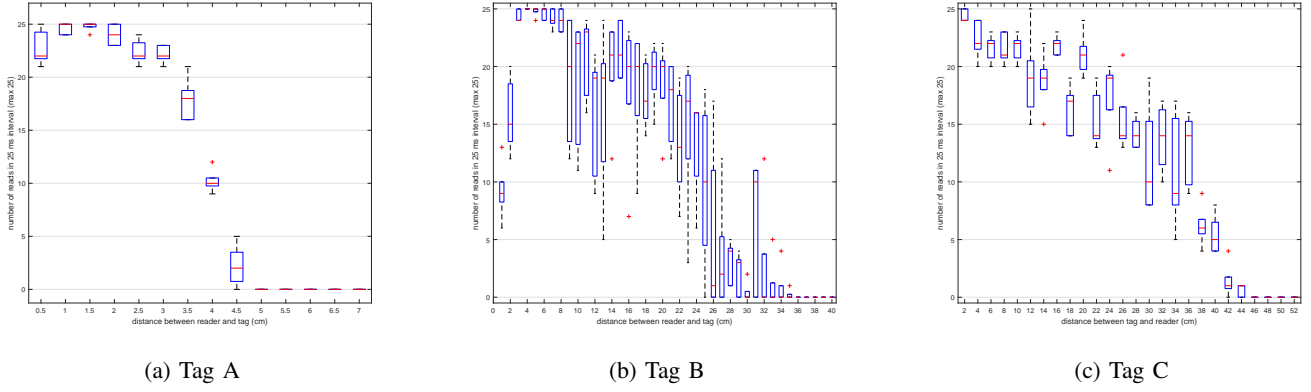 25
20
15
10
5
0
number of reads in 25 ms interval (max 25)
0.5 1 1.5 2 2.5 3 3.5 4 4.5 5 5.5 6 6.5 7
distance between reader and tag (cm)
(a) Tag A
25
20
15
10
5
0
number of reads in 25 ms interval (max 25)
0 2 4 6 8 10 12 14 16 18 20 22 24 26 28 30 32 34 36 38 40
distance between reader and tag (cm)
(b) Tag B
25
20
15
10
5
0
number of reads in 25 ms interval (max 25)
2 4 6 8 10 12 14 16 18 20 22 24 26 28 30 32 34 36 38 40 42 44 46 48 50 52
distance between tag and reader (cm)
(c) Tag C